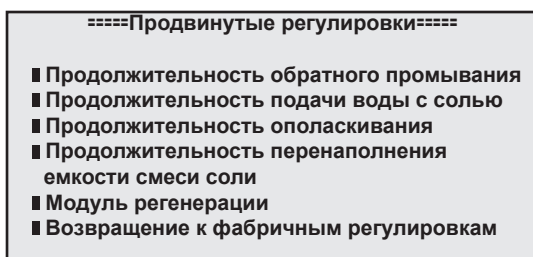 =====Продвинутые регулировки=====
▮ Продолжительность обратного промывания
▮ Продолжительность подачи воды с солью
▮ Продолжительность ополаскивания
▮ Продолжительность перенаполнения
емкости смеси соли
▮ Модуль регенерации
▮ Возвращение к фабричным регулировкам